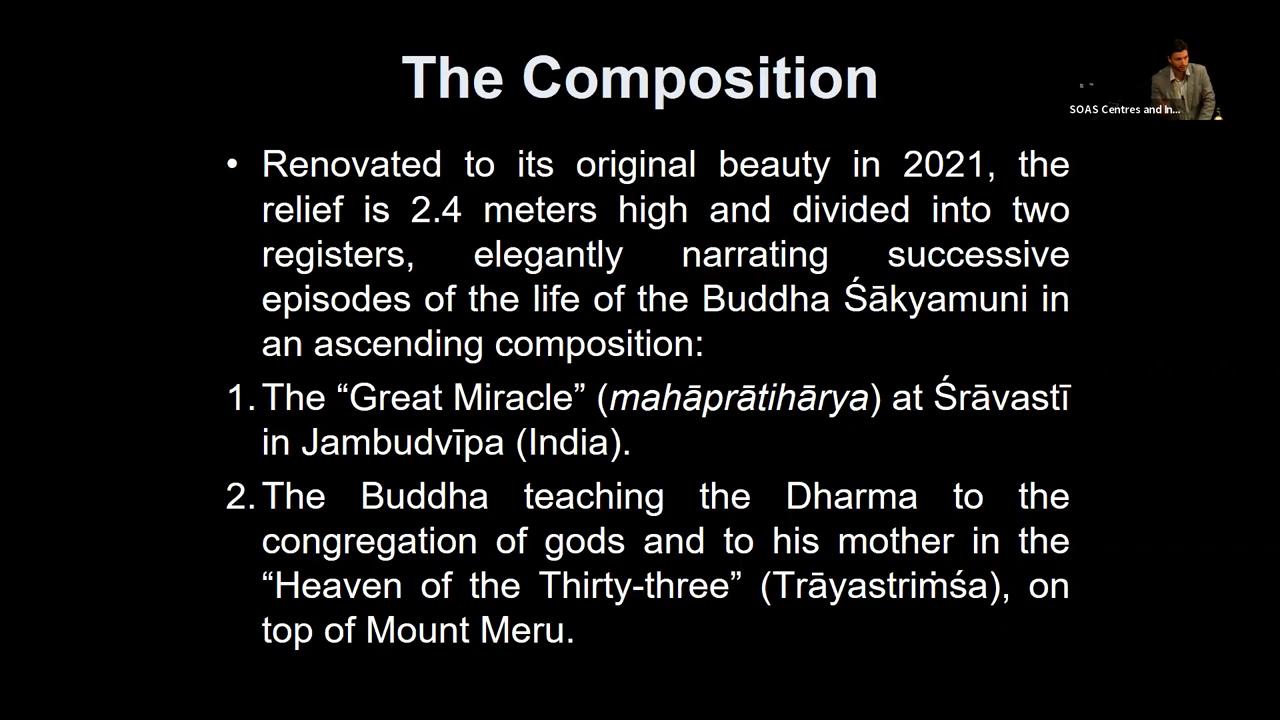 The Composition
SOAS Centres and In...
• Renovated to its original beauty in 2021, the
relief is 2.4 meters high and divided into two
registers, elegantly narrating successive
episodes of the life of the Buddha Śākyamuni in
an ascending composition:
1. The “Great Miracle” (mahāprātihārya) at Śrāvastī
in Jambudvīpa (India).
2. The Buddha teaching the Dharma to the
congregation of gods and to his mother in the
“Heaven of the Thirty-three” (Trāyastriṁśa), on
top of Mount Meru.